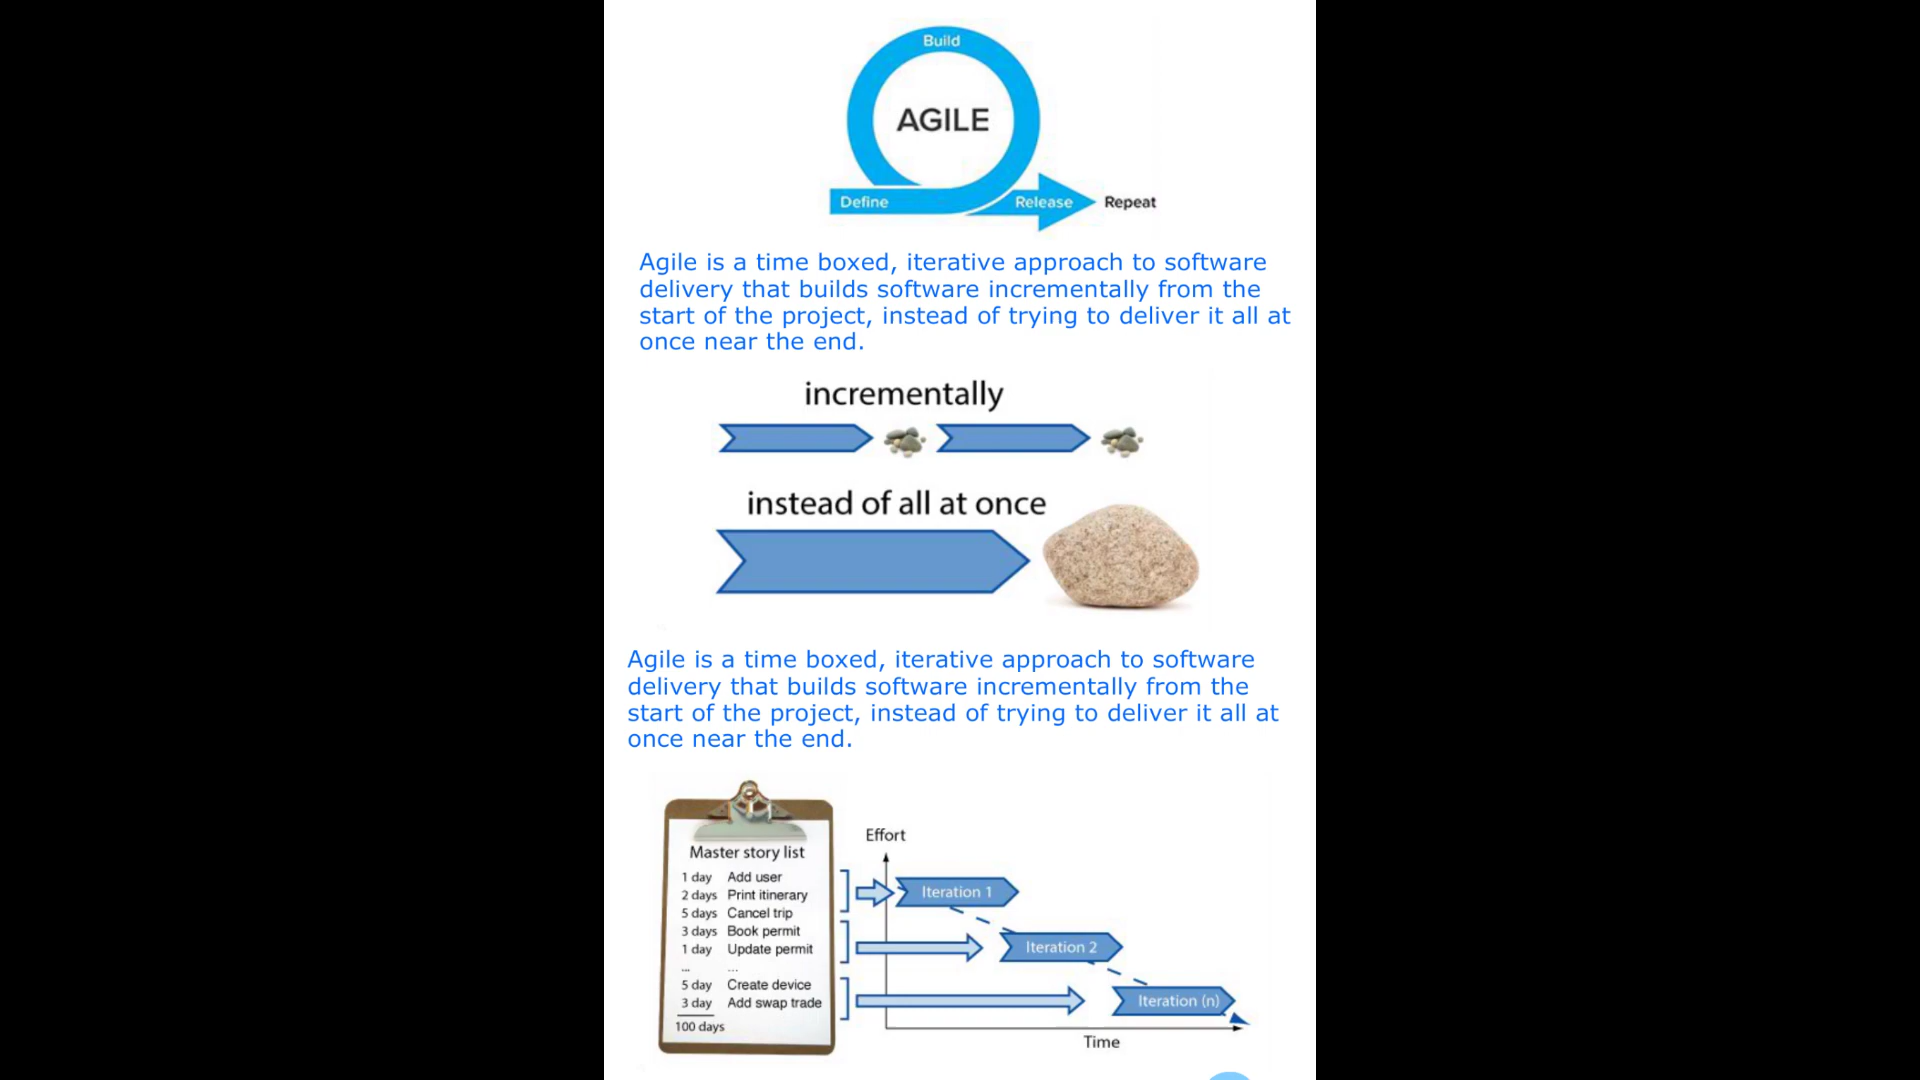 Build
AGILE
Define
Release
Repeat
Agile is a time boxed, iterative approach to software
delivery that builds software incrementally from the
start of the project, instead of trying to deliver it all at
once near the end.
incrementally
instead of all at once
Agile is a time boxed, iterative approach to software
delivery that builds software incrementally from the
start of the project, instead of trying to deliver it all at
once near the end.
Master story list
1 day Add user
2 days Print itinerary
5 days Cancel trip
3 days Book permit
1 day Update permit
... ...
5 day Create device
3 day Add swap trade
100 days
Effort
Iteration 1
Iteration 2
Iteration (n)
Time